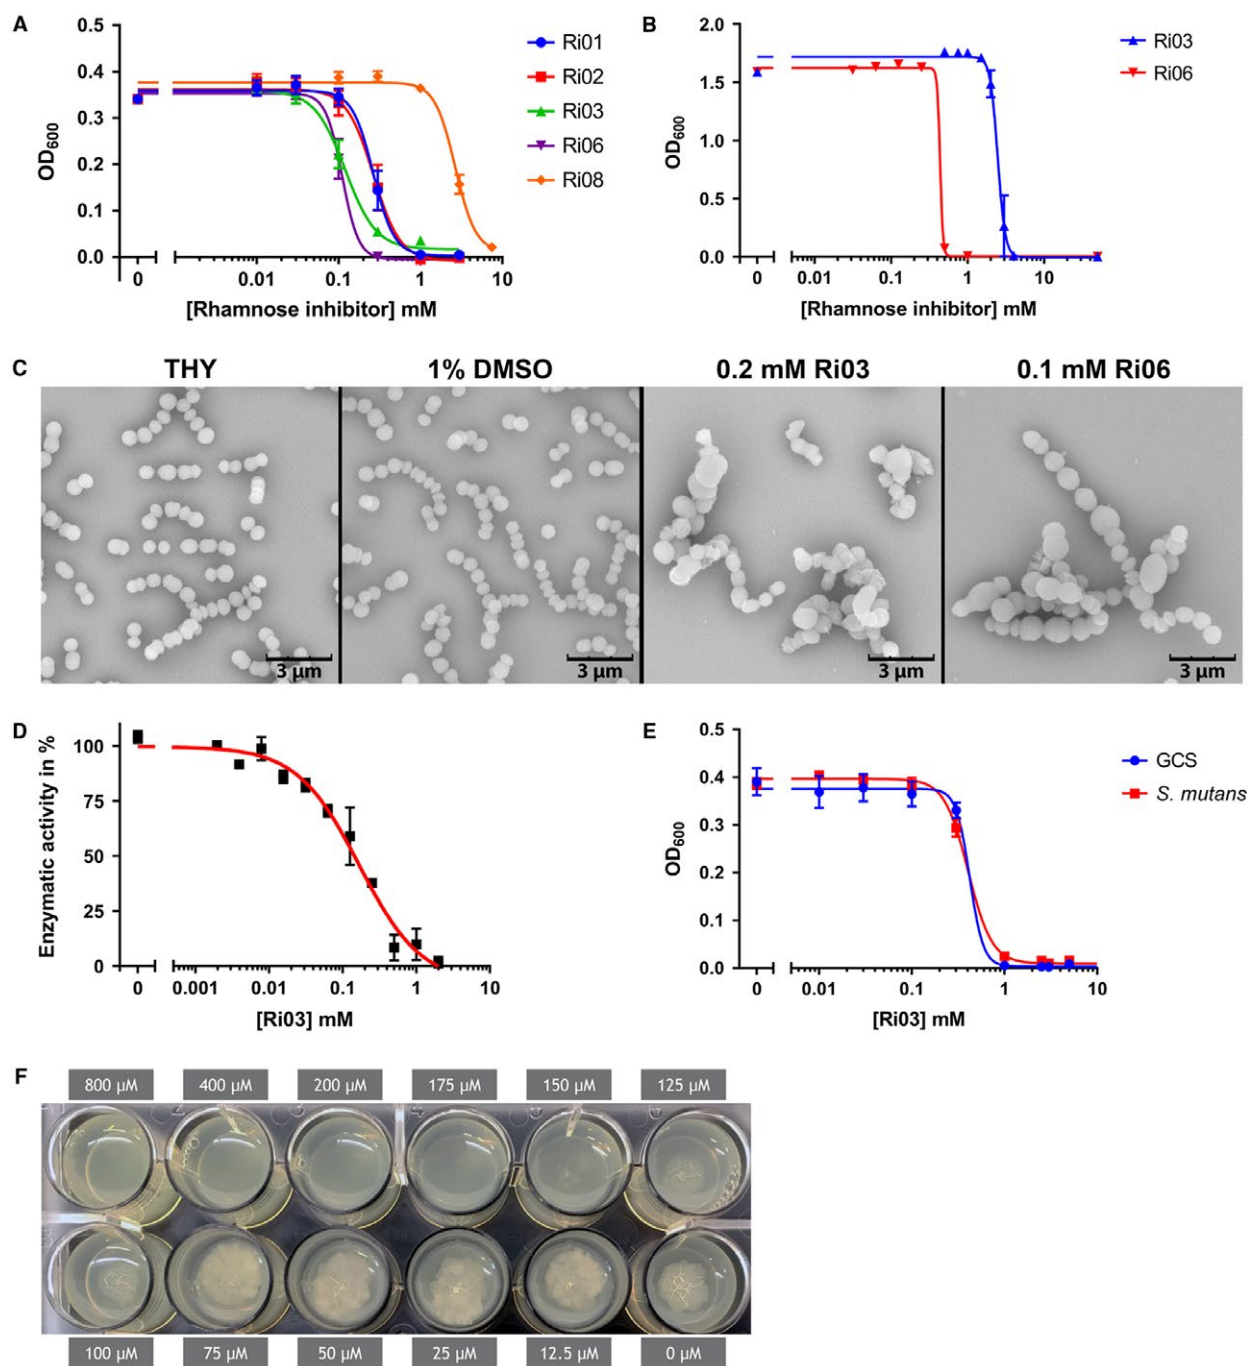 A
OD600
0.5
0.4
0.3
0.2
0.1
0.0
0 0.01 0.1 1 10
[Rhamnose inhibitor] mM
Ri01
Ri02
Ri03
Ri06
Ri08
B
OD600
2.0
1.5
1.0
0.5
0.0
0 0.01 0.1 1 10
[Rhamnose inhibitor] mM
Ri03
Ri06
C
THY 1% DMSO 0.2 mM Ri03 0.1 mM Ri06
3 µm 3 µm 3 µm 3 µm
D
Enzymatic activity in %
100
75
50
25
0
0 0.001 0.01 0.1 1 10
[Ri03] mM
E
OD600
0.5
0.4
0.3
0.2
0.1
0.0
0 0.01 0.1 1 10
[Ri03] mM
GCS
S. mutans
F
800 µM 400 µM 200 µM 175 µM 150 µM 125 µM
100 µM 75 µM 50 µM 25 µM 12.5 µM 0 µM